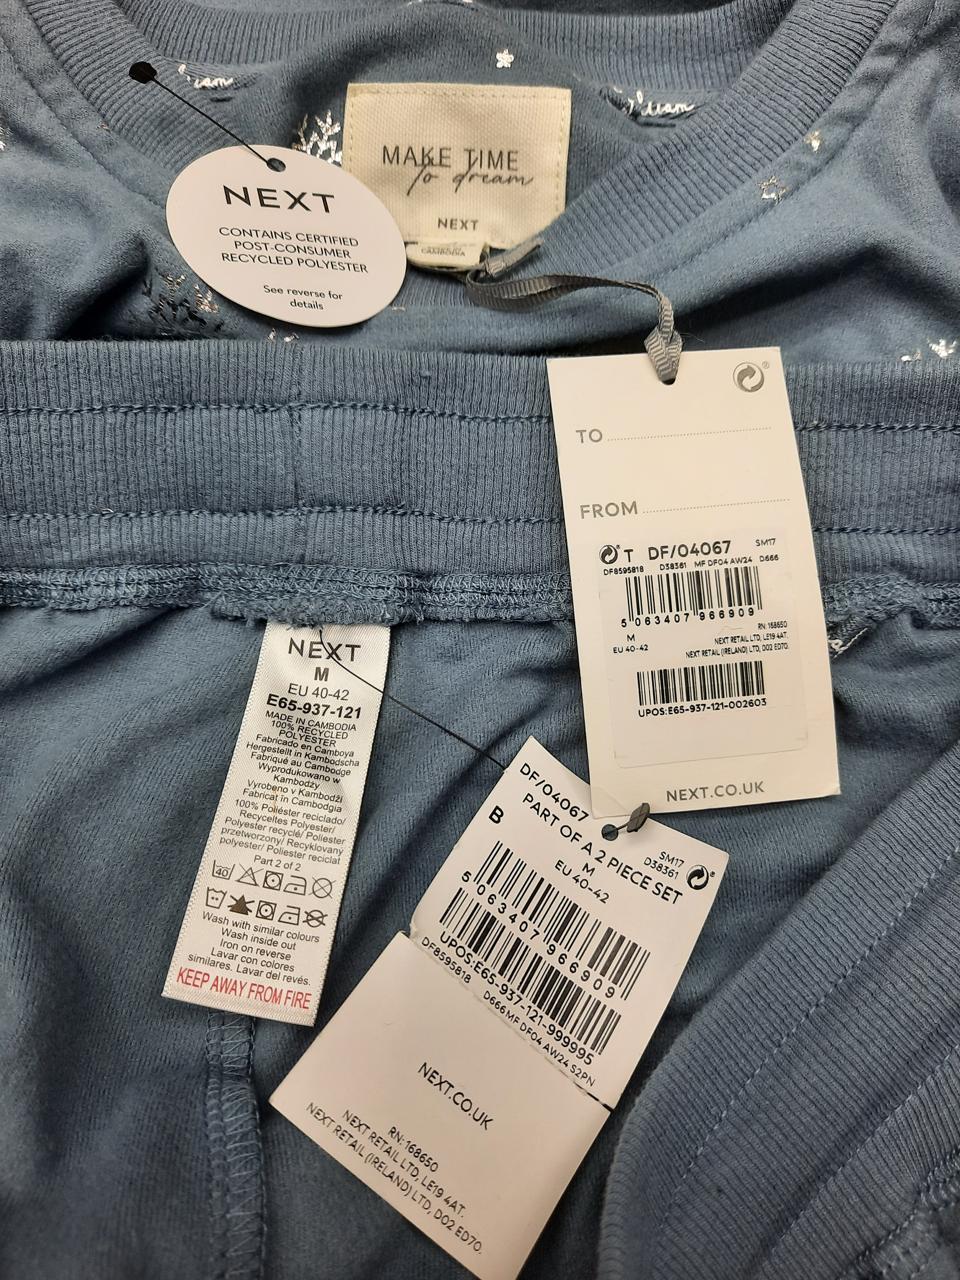 MAKE TIME
to dream
NEXT
CAMBODIA
NEXT
CONTAINS CERTIFIED
POST-CONSUMER
RECYCLED POLYESTER
See reverse for
details
TO
FROM
T DF/04067 SM17
DF8595818 D38361 MF DF04 AW24 D666
5 063407 966909
M
EU 40-42
RN: 168650
NEXT RETAIL LTD, LE19 4AT.
NEXT RETAIL (IRELAND) LTD, D02 ED70.
UPOS:E65-937-121-002603
NEXT.CO.UK
NEXT
M
EU 40-42
E65-937-121
MADE IN CAMBODIA
100% RECYCLED
POLYESTER
Fabricado en Camboya
Hergestellt in Kambodscha
Fabriqué au Cambodge
Wyprodukowano w
Kambodży
Vyrobeno v Kambodži
Fabricat în Cambodgia
100% Poliéster reciclado/
Recyceltes Polyester/
Polyester recyclé/ Poliester
przetworzony/ Recyklovaný
polyester/ Poliester reciclat
Part 2 of 2
40
Wash with similar colours
Wash inside out
Iron on reverse
Lavar con colores
similares. Lavar del revés.
KEEP AWAY FROM FIRE
DF/04067
PART OF A 2 PIECE SET
B
M
EU 40-42
SM17
D38361
5 063407 966909
UPOS:E65-937-121-999995
DF8595818 D666 MF DF04 AW24 S2PN
NEXT.CO.UK
RN: 168650
NEXT RETAIL LTD, LE19 4AT.
NEXT RETAIL (IRELAND) LTD, D02 ED70.